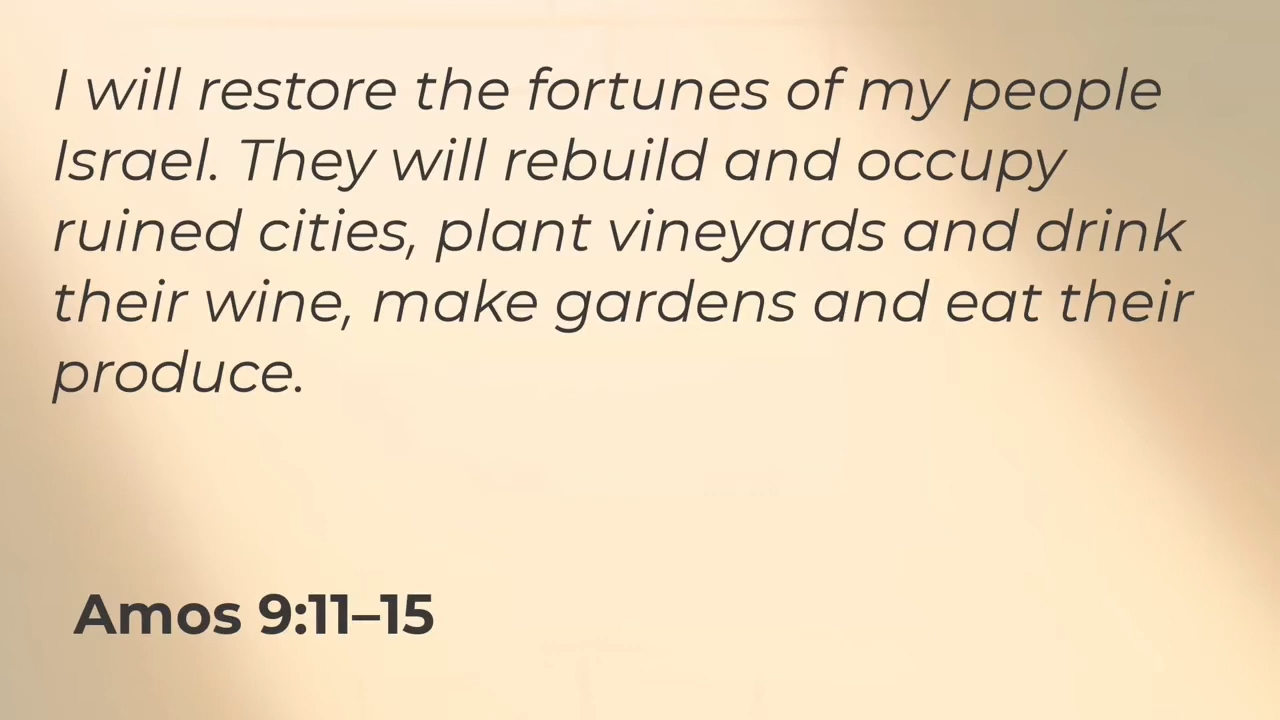 I will restore the fortunes of my people
Israel. They will rebuild and occupy
ruined cities, plant vineyards and drink
their wine, make gardens and eat their
produce.
Amos 9:11–15